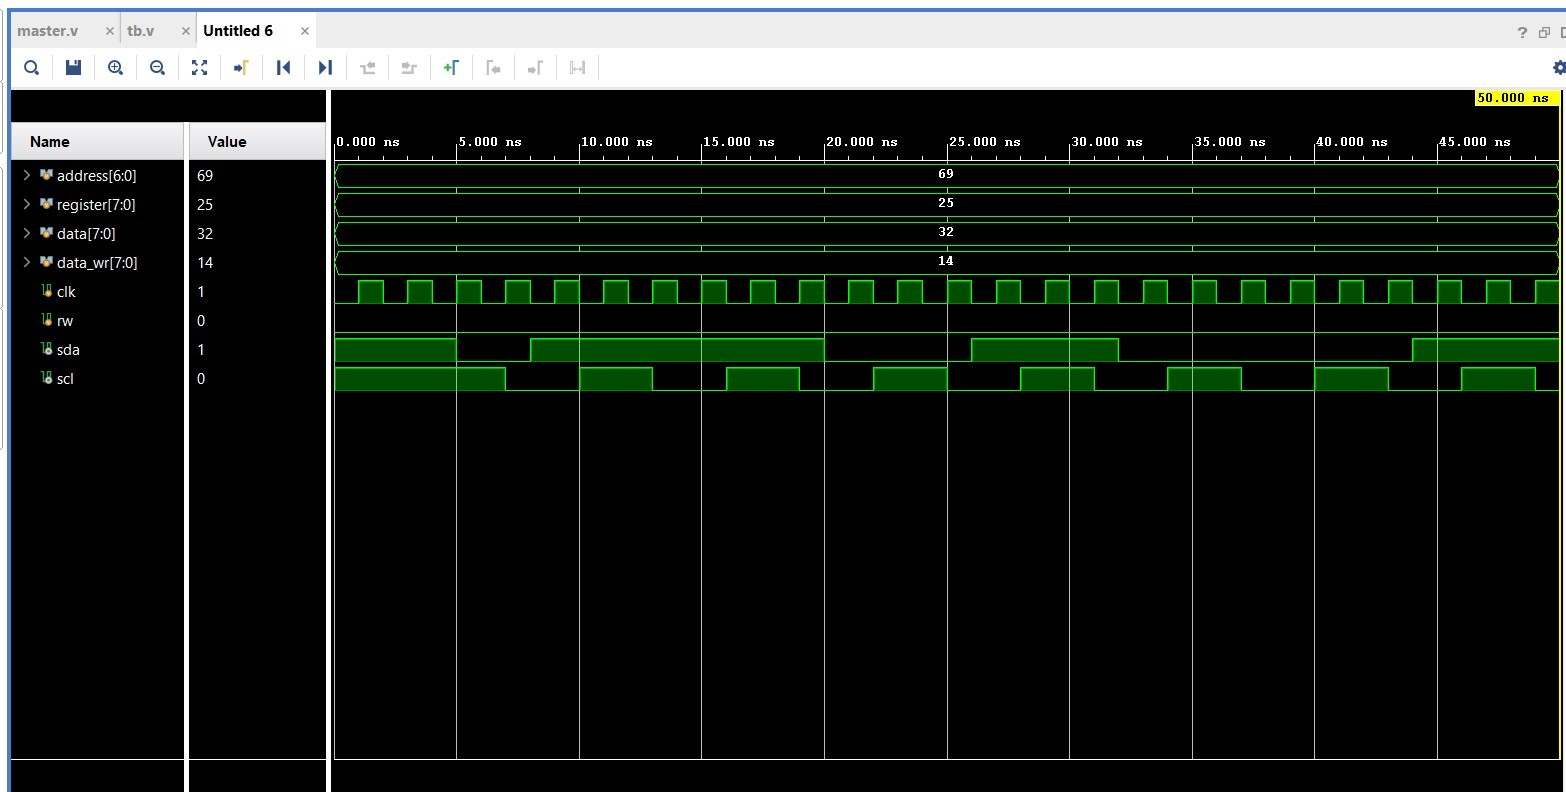 master.v × tb.v × Untitled 6 ×
?
50.000 ns
Name Value 0.000 ns 5.000 ns 10.000 ns 15.000 ns 20.000 ns 25.000 ns 30.000 ns 35.000 ns 40.000 ns 45.000 ns
address[6:0] 69 69
register[7:0] 25 25
data[7:0] 32 32
data_wr[7:0] 14 14
clk 1
rw 0
sda 1
scl 0